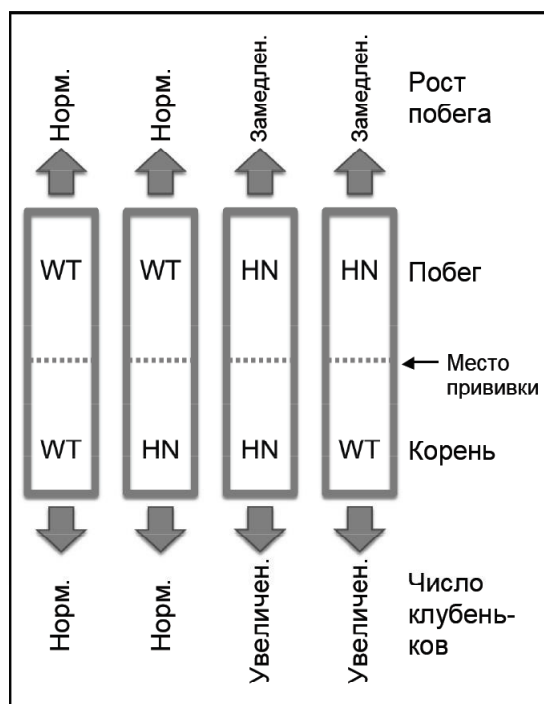 Норм.
Норм.
Замедлен.
Замедлен.
Рост
побега
WT
WT
HN
HN
Побег
Место
прививки
WT
HN
HN
WT
Корень
Норм.
Норм.
Увеличен.
Увеличен.
Число
клубень-
ков